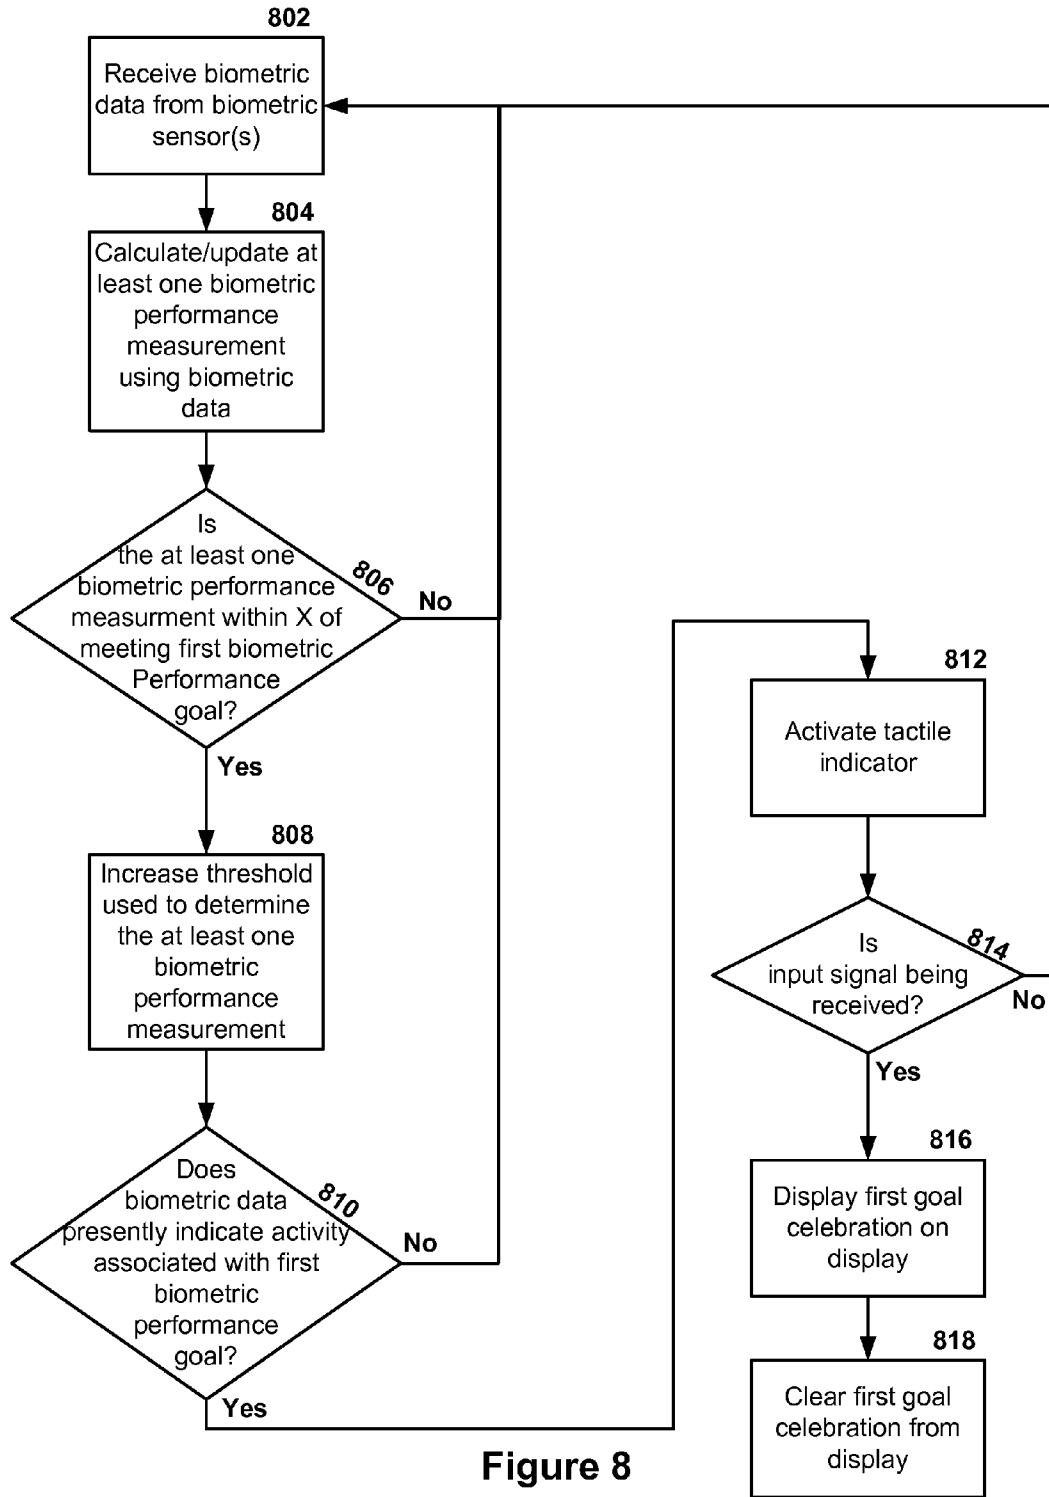 802
Receive biometric
data from biometric
sensor(s)
804
Calculate/update at
least one biometric
performance
measurement
using biometric
data
Is
the at least one
biometric performance
measurment within X of
meeting first biometric
Performance
goal?
806
No
Yes
808
Increase threshold
used to determine
the at least one
biometric
performance
measurement
Does
biometric data
presently indicate activity
associated with first
biometric
performance
goal?
810
No
Yes
812
Activate tactile
indicator
Is
input signal being
received?
814
No
Yes
816
Display first goal
celebration on
display
818
Clear first goal
celebration from
display
Figure 8